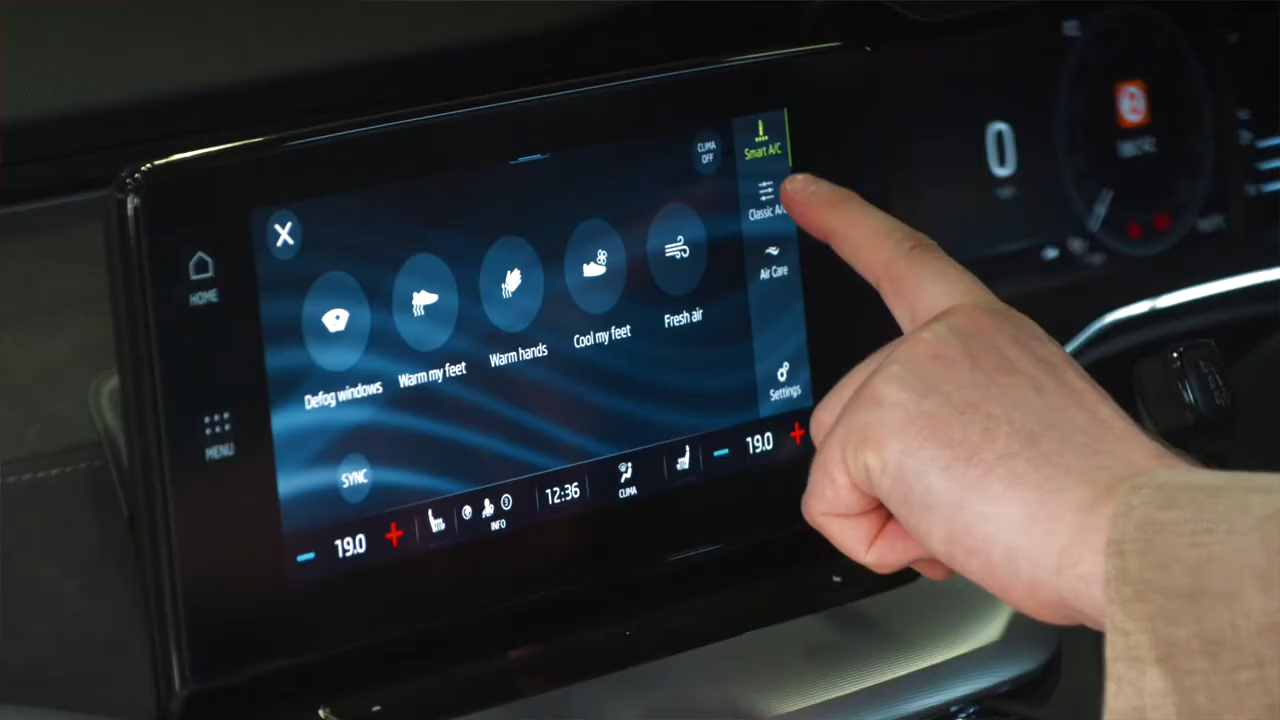 CLIMA
OFF
Smart A/C
Classic A/
Air Care
Settings
HOME
MENU
Defog windows
Warm my feet
Warm hands
Cool my feet
Fresh air
SYNC
19.0
3
INFO
12:36
CLIMA
19.0
0